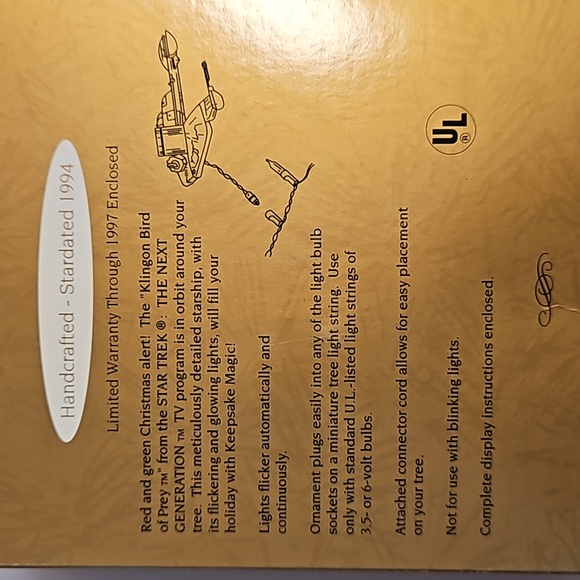 Handcrafted - Stardated 1994
Limited Warranty Through 1997 Enclosed
Red and green Christmas alert! The "Klingon Bird
of Prey™" from the STAR TREK®: THE NEXT
GENERATION™ TV program is in orbit around your
tree. This meticulously detailed starship, with
its flickering and glowing lights, will fill your
holiday with Keepsake Magic!
Lights flicker automatically and
continuously.
Ornament plugs easily into any of the light bulb
sockets on a miniature tree light string. Use
only with standard U.L.-listed light strings of
3.5- or 6-volt bulbs.
Attached connector cord allows for easy placement
on your tree.
Not for use with blinking lights.
Complete display instructions enclosed.
UL®